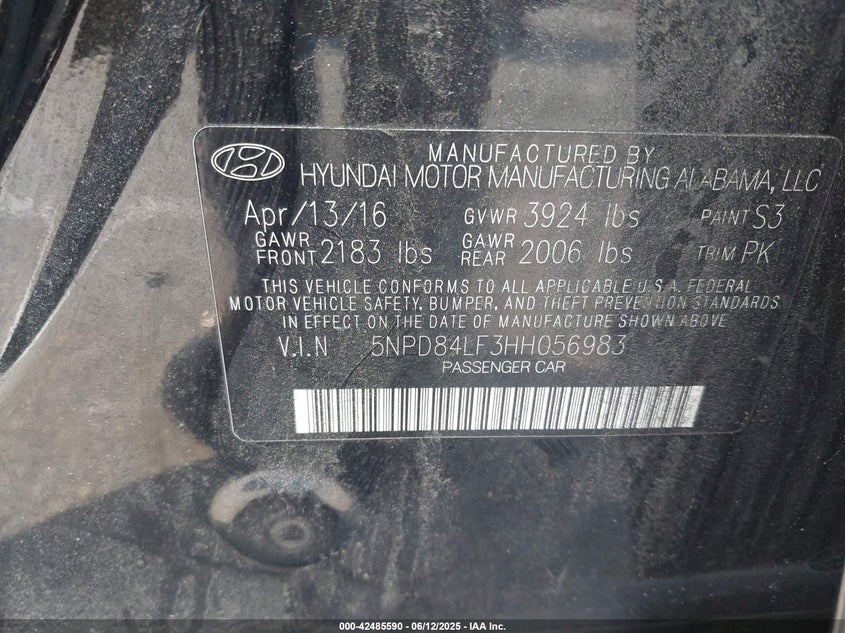 MANUFACTURED BY
HYUNDAI MOTOR MANUFACTURING ALABAMA, LLC
Apr/13/16 GVWR 3924 lbs PAINT S3
GAWR FRONT 2183 lbs GAWR REAR 2006 lbs TRIM PK
THIS VEHICLE CONFORMS TO ALL APPLICABLE U.S.A. FEDERAL
MOTOR VEHICLE SAFETY, BUMPER, AND THEFT PREVENTION STANDARDS
IN EFFECT ON THE DATE OF MANUFACTURE SHOWN ABOVE
V.I.N 5NPD84LF3HH056983
PASSENGER CAR
000-42485590 - 06/12/2025 - IAA Inc.